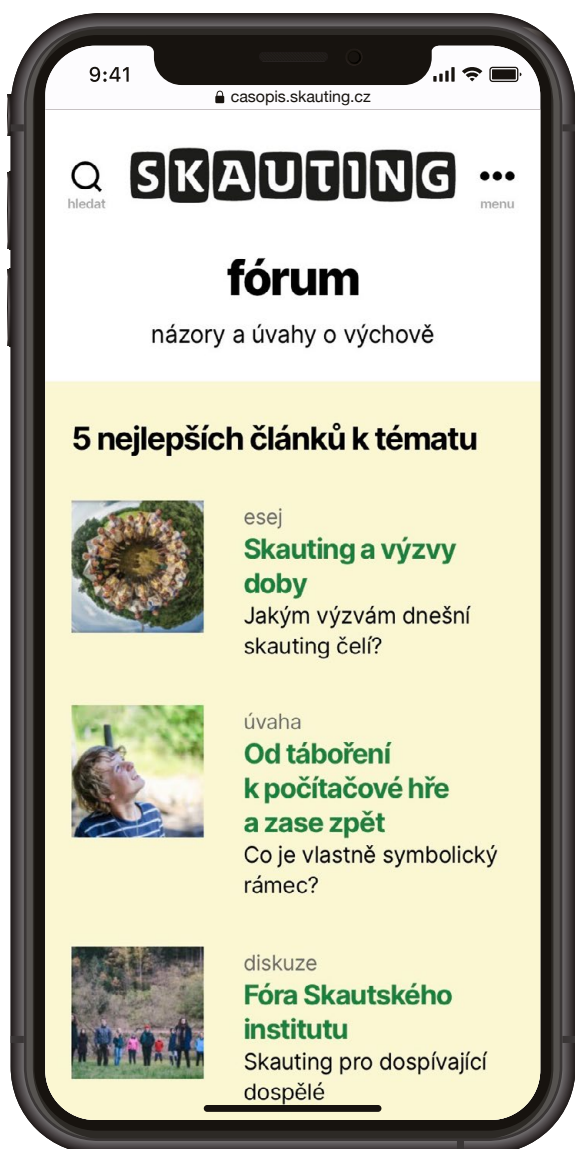 9:41
casopis.skauting.cz
SKAUTING
hledat
menu
fórum
názory a úvahy o výchově
5 nejlepších článků k tématu
esej
Skauting a výzvy
doby
Jakým výzvám dnešní
skauting čelí?
úvaha
Od táboření
k počítačové hře
a zase zpět
Co je vlastně symbolický
rámec?
diskuze
Fóra Skautského
institutu
Skauting pro dospívající
dospělé